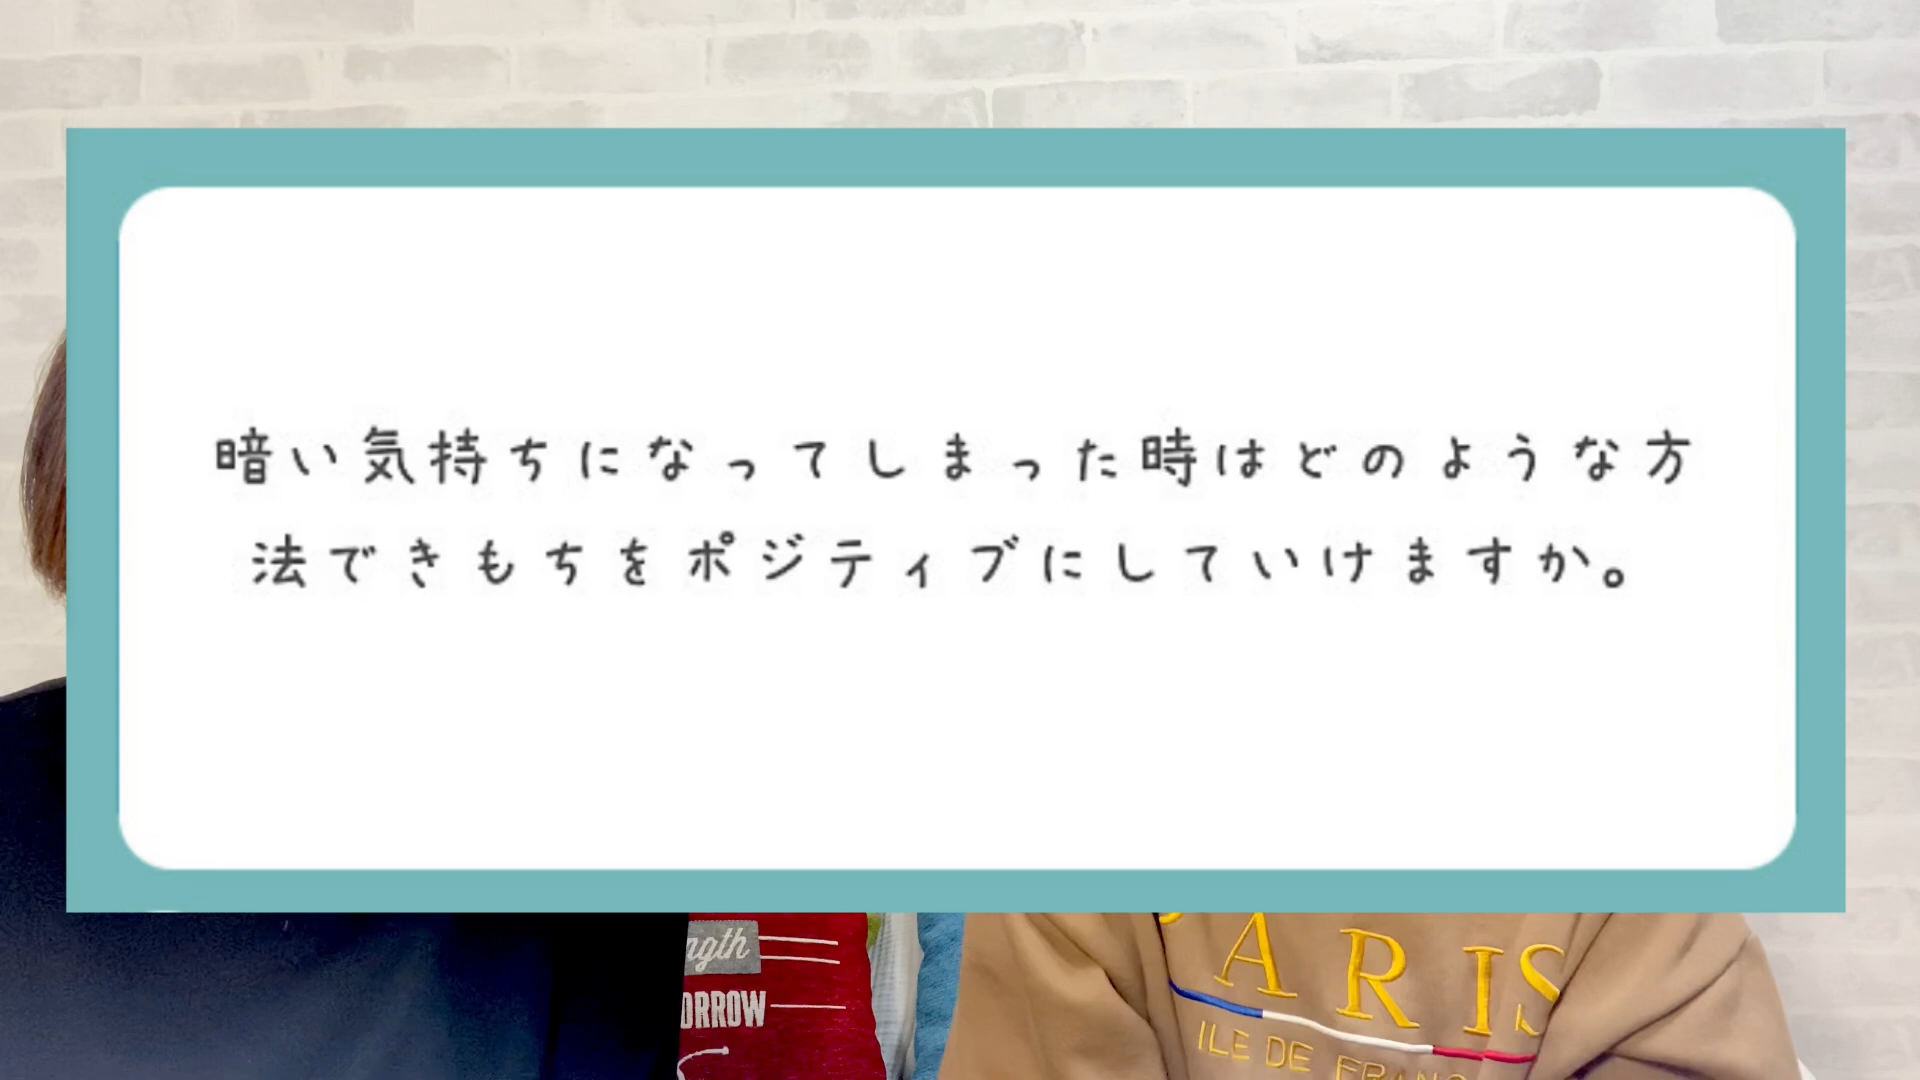 暗い気持ちになってしまった時はどのような方
法できもちをポジティブにしていけますか。
ngth
ORROW
PARIS
ILE DE FRANC